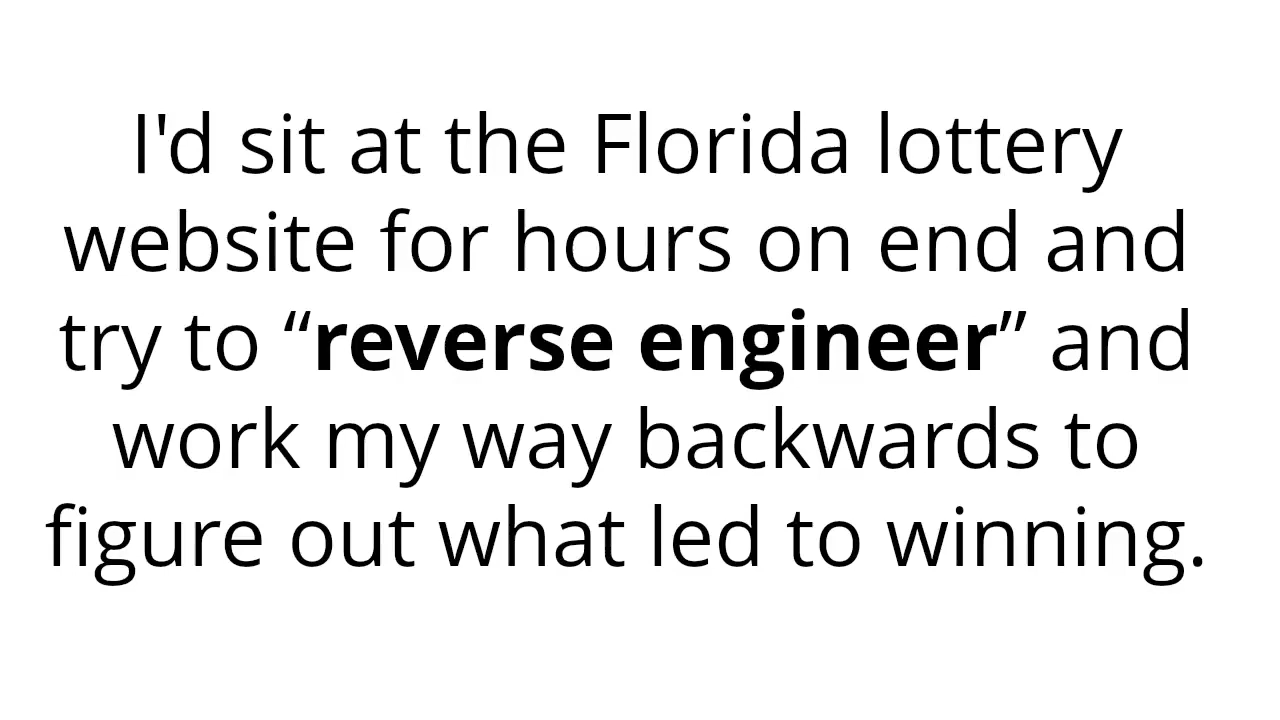 I'd sit at the Florida lottery
website for hours on end and
try to “reverse engineer” and
work my way backwards to
figure out what led to winning.